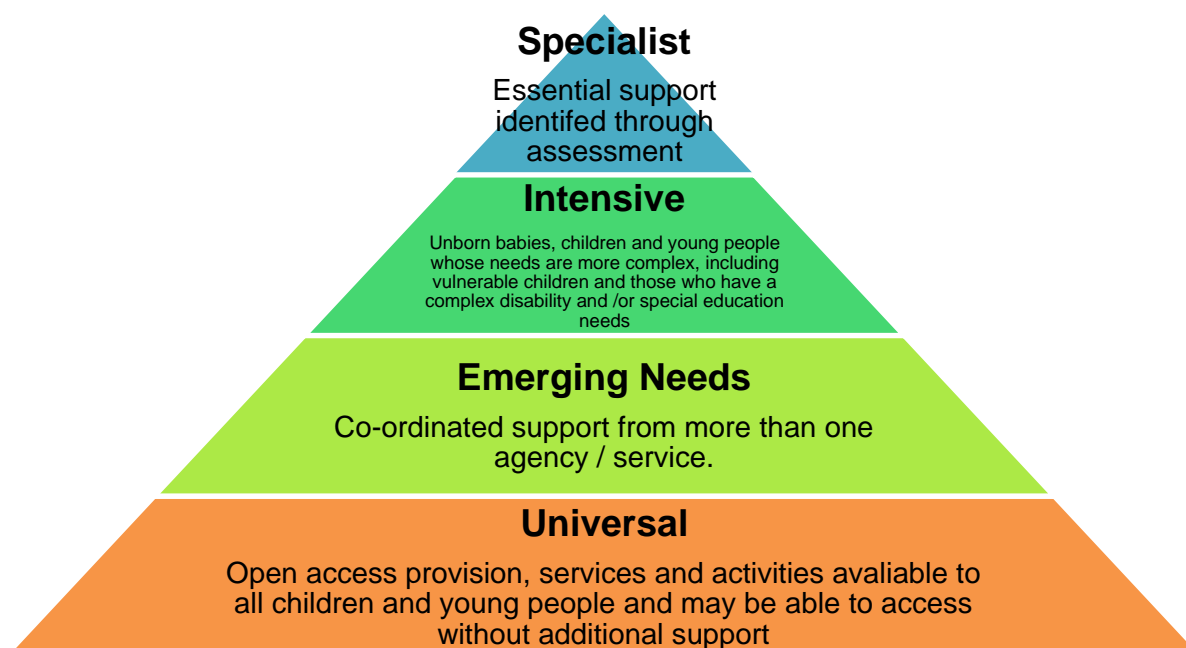 Specialist
Essential support
identifed through
assessment
Intensive
Unborn babies, children and young people
whose needs are more complex, including
vulnerable children and those who have a
complex disability and /or special education
needs
Emerging Needs
Co-ordinated support from more than one
agency / service.
Universal
Open access provision, services and activities avaliable to
all children and young people and may be able to access
without additional support